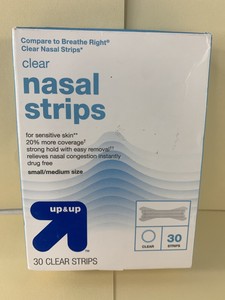 Compare to Breathe Right®
Clear Nasal Strips*
clear
nasal
strips
for sensitive skin**
20% more coverage†
strong hold with easy removal**
relieves nasal congestion instantly
drug free
small/medium size
up&up
CLEAR
30
STRIPS
30 CLEAR STRIPS